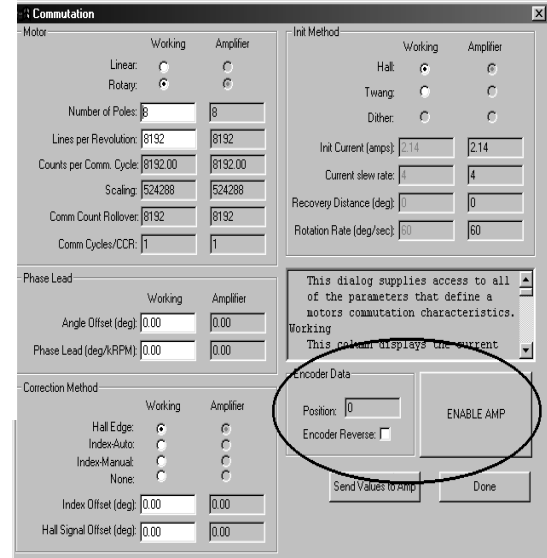 Commutation
Motor
Working Amplifier
Linear:
Rotary:
Number of Poles: 8 8
Lines per Revolution: 8192 8192
Counts per Comm. Cycle: 8192.00 8192.00
Scaling: 524288 524288
Comm Count Rollover: 8192 8192
Comm Cycles/CCR: 1 1
Phase Lead
Working Amplifier
Angle Offset (deg): 0.00 0.00
Phase Lead (deg/kRPM): 0.00 0.00
Correction Method
Working Amplifier
Hall Edge:
Index-Auto:
Index-Manual:
None:
Index Offset (deg): 0.00 0.00
Hall Signal Offset (deg): 0.00 0.00
Init Method
Working Amplifier
Hall:
Twang:
Dither:
Init Current (amps): 2.14 2.14
Current slew rate: 4 4
Recovery Distance (deg): 0 0
Rotation Rate (deg/sec): 60 60
This dialog supplies access to all
of the parameters that define a
motors commutation characteristics.
Working
This column displays the current
Encoder Data
Position: 0
Encoder Reverse:
ENABLE AMP
Send Values to Amp
Done